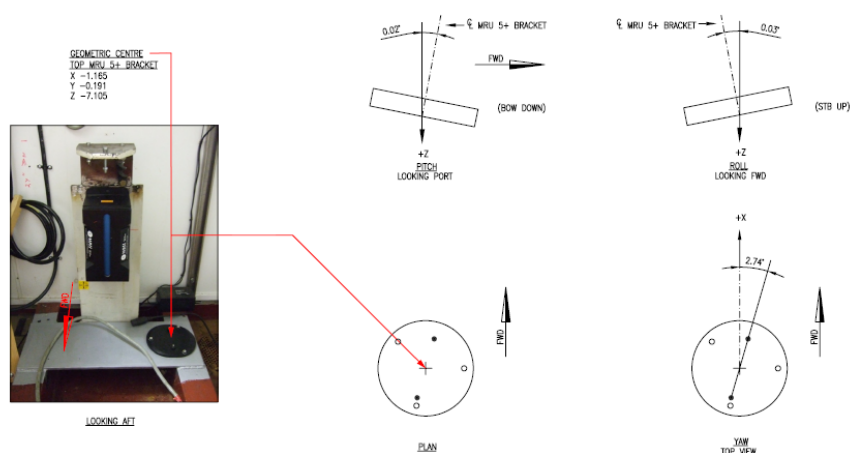 GEOMETRIC CENTRE
TOP MRU 5+ BRACKET
X -1.165
Y -0.191
Z -7.105
LOOKING AFT
0.02°
℄ MRU 5+ BRACKET
FWD
(BOW DOWN)
+Z
PITCH
LOOKING PORT
℄ MRU 5+ BRACKET
0.03°
(STB UP)
+Z
ROLL
LOOKING FWD
FWD
PLAN
+X
2.74°
FWD
YAW
TOP VIEW